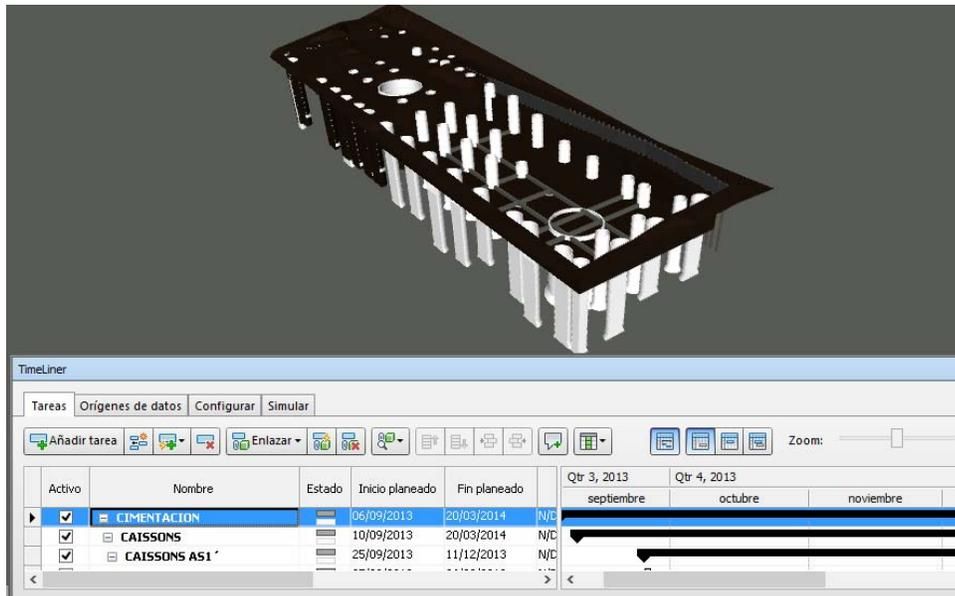 TimeLiner
Tareas Orígenes de datos Configurar Simular
Añadir tarea Enlazar Zoom:
Qtr 3, 2013 Qtr 4, 2013
Activo Nombre Estado Inicio planeado Fin planeado
septiembre octubre noviembre
CIMENTACION 06/09/2013 20/03/2014 N/D
CAISSONS 10/09/2013 20/03/2014 N/D
CAISSONS AS1´ 25/09/2013 11/12/2013 N/D